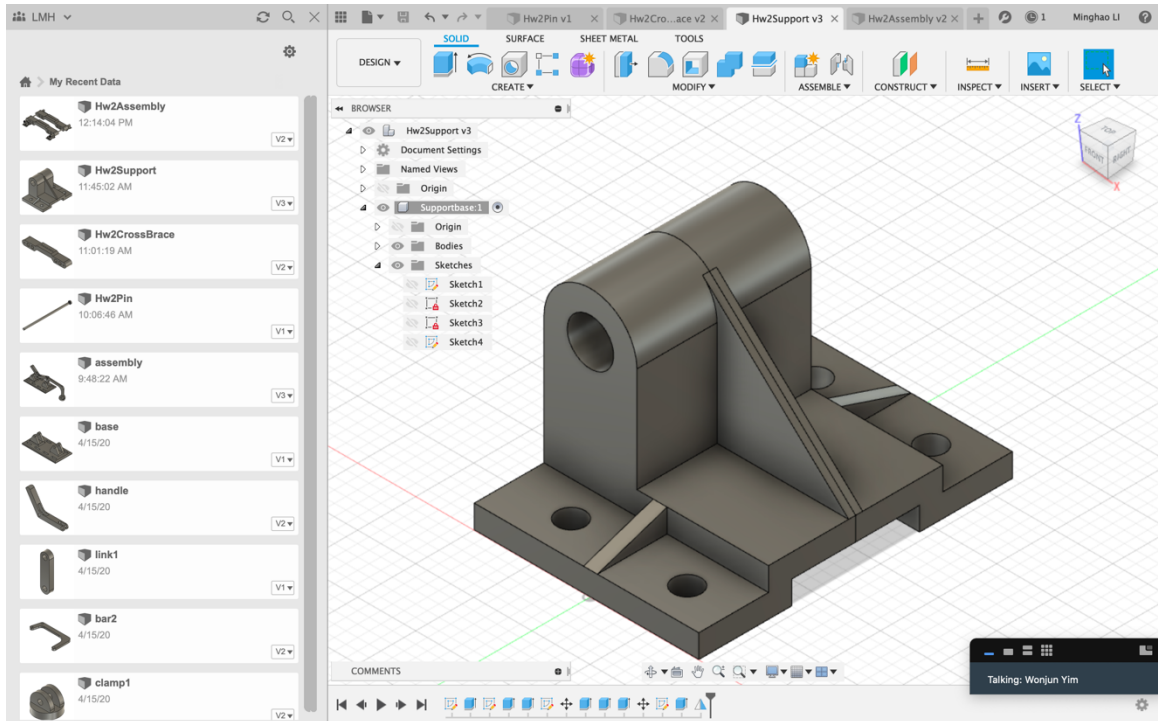 LMH
My Recent Data
Hw2Assembly
12:14:04 PM
V2
Hw2Support
11:45:02 AM
V3
Hw2CrossBrace
11:01:19 AM
V2
Hw2Pin
10:06:46 AM
V1
assembly
9:48:22 AM
V3
base
4/15/20
V1
handle
4/15/20
V2
link1
4/15/20
V1
bar2
4/15/20
V2
clamp1
4/15/20
V2
Hw2Pin v1
Hw2Cro...ace v2
Hw2Support v3
Hw2Assembly v2
1
Minghao LI
SOLID SURFACE SHEET METAL TOOLS
DESIGN
CREATE MODIFY ASSEMBLE CONSTRUCT INSPECT INSERT SELECT
BROWSER
Hw2Support v3
Document Settings
Named Views
Origin
Supportbase:1
Origin
Bodies
Sketches
Sketch1
Sketch2
Sketch3
Sketch4
Z
TOP
FRONT RIGHT
X
COMMENTS
Talking: Wonjun Yim